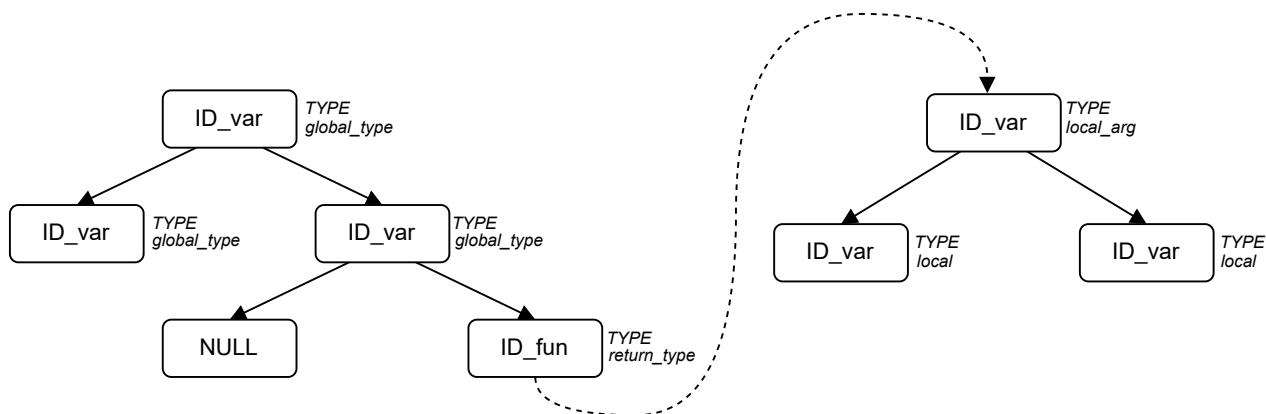 ID_var
TYPE
global_type
ID_var
TYPE
local_arg
ID_var
TYPE
global_type
ID_var
TYPE
global_type
ID_var
TYPE
local
ID_var
TYPE
local
NULL
ID_fun
TYPE
return_type